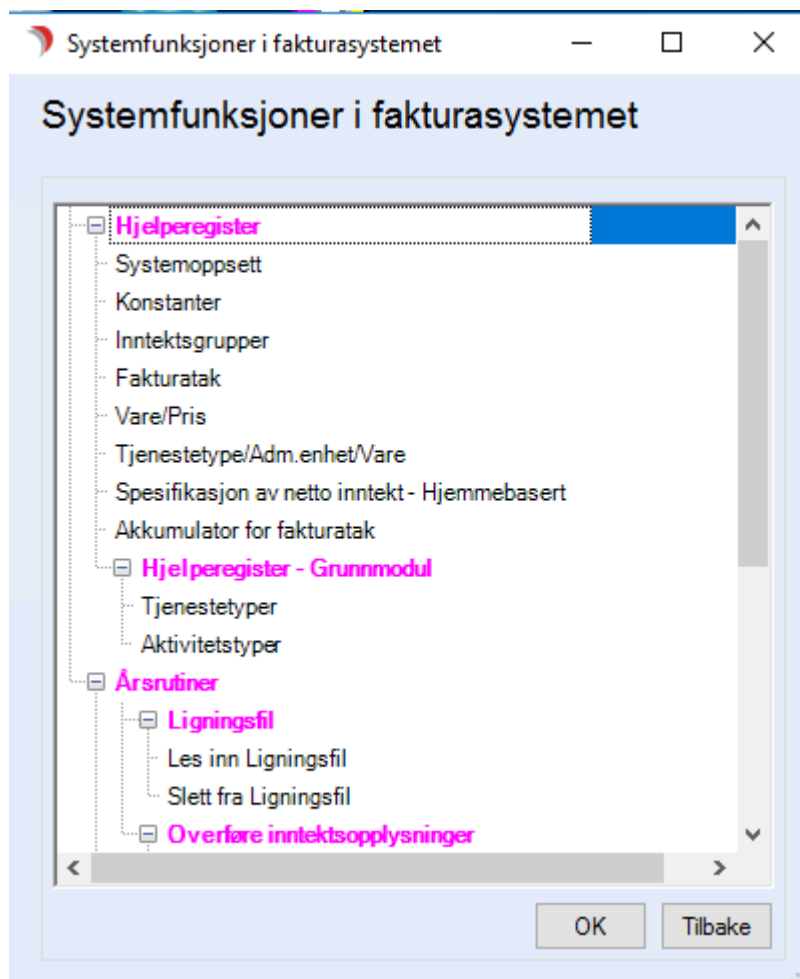 Systemfunksjoner i fakturasystemet
Systemfunksjoner i fakturasystemet
Hjelperegister
Systemoppsett
Konstanter
Inntektsgrupper
Fakturatak
Vare/Pris
Tjenestetype/Adm.enhet/Vare
Spesifikasjon av netto inntekt - Hjemmebasert
Akkumulator for fakturatak
Hjelperegister - Grunnmodul
Tjenestetyper
Aktivitetstyper
Årsrutiner
Ligningsfil
Les inn Ligningsfil
Slett fra Ligningsfil
Overføre inntektsopplysninger
OK Tilbake